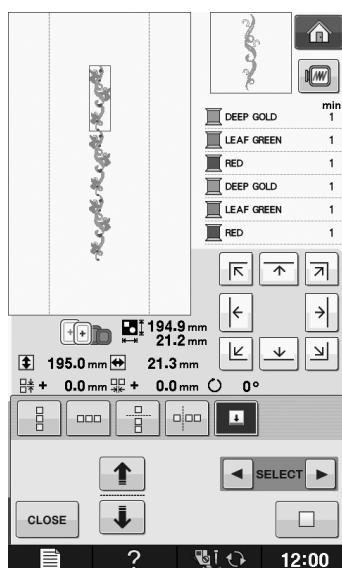 min
DEEP GOLD 1
LEAF GREEN 1
RED 1
DEEP GOLD 1
LEAF GREEN 1
RED 1
194.9 mm
21.2 mm
195.0 mm 21.3 mm
+ 0.0 mm + 0.0 mm 0°
SELECT
CLOSE
? 12:00